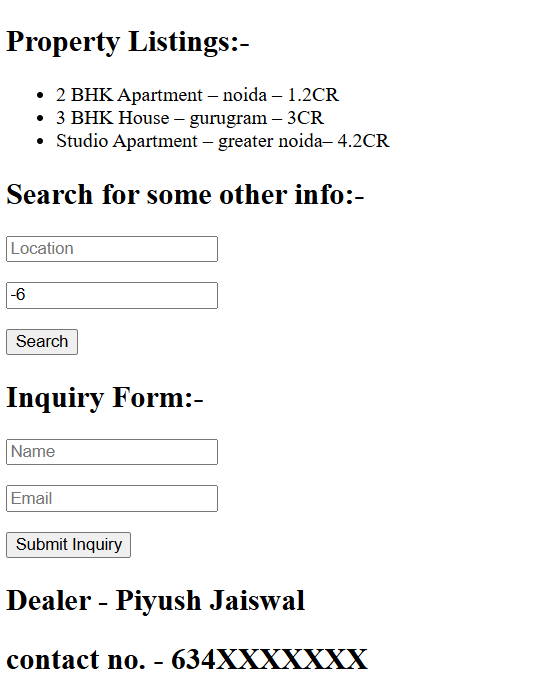 Property Listings:-
2 BHK Apartment – noida – 1.2CR
3 BHK House – gurugram – 3CR
Studio Apartment – greater noida– 4.2CR
Search for some other info:-
Location
-6
Search
Inquiry Form:-
Name
Email
Submit Inquiry
Dealer - Piyush Jaiswal
contact no. - 634XXXXXXX